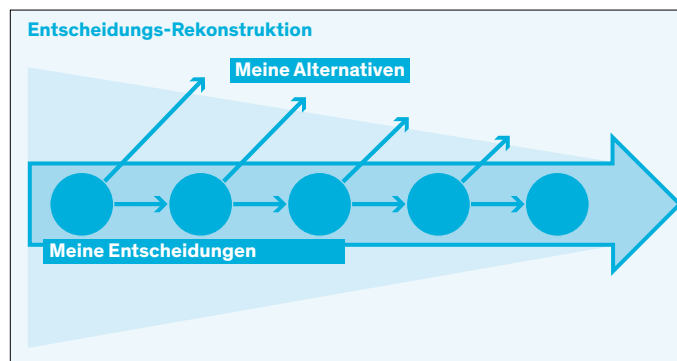 Entscheidungs-Rekonstruktion
Meine Alternativen
Meine Entscheidungen